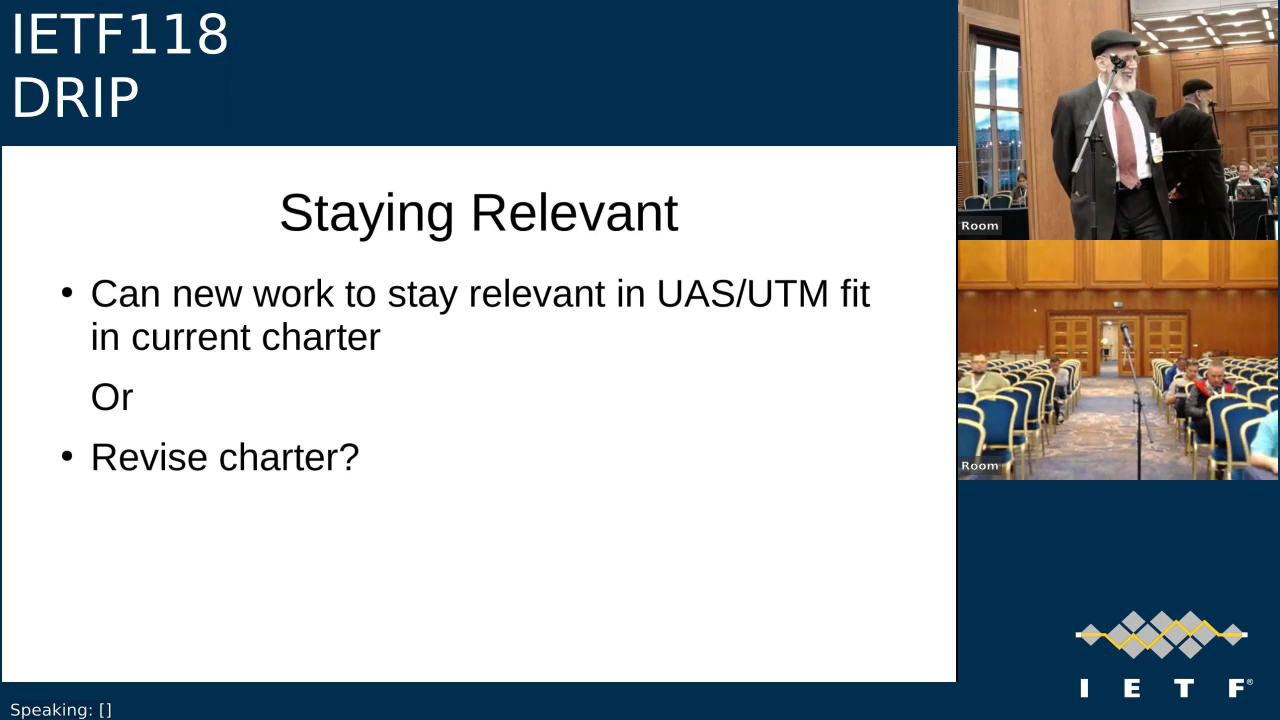 IETF118
DRIP
Staying Relevant
• Can new work to stay relevant in UAS/UTM fit
in current charter
Or
• Revise charter?
Room
Room
I E T F®
Speaking: []